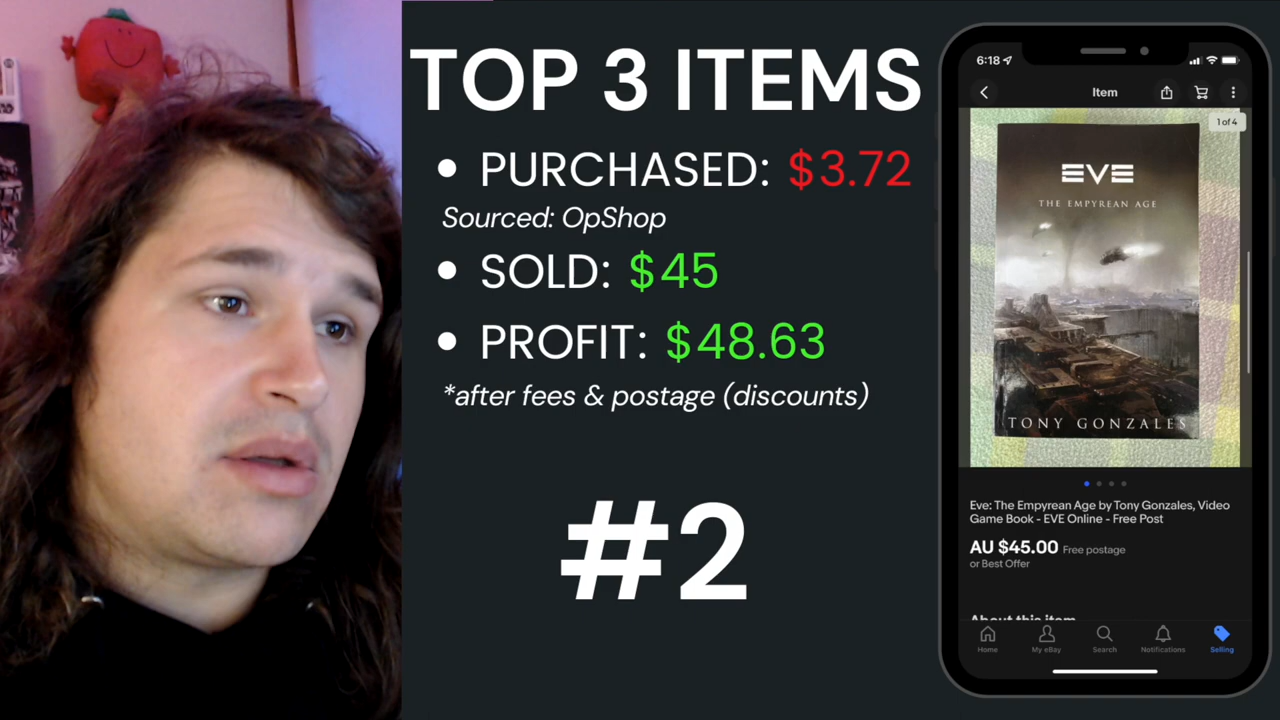 TOP 3 ITEMS
• PURCHASED: $3.72
Sourced: OpShop
• SOLD: $45
• PROFIT: $48.63
*after fees & postage (discounts)
#2
6:18
Item
1 of 4
EVE
THE EMPYREAN AGE
TONY GONZALES
Eve: The Empyrean Age by Tony Gonzales, Video
Game Book - EVE Online - Free Post
AU $45.00 Free postage
or Best Offer
About this item
Home My eBay Search Notifications Selling